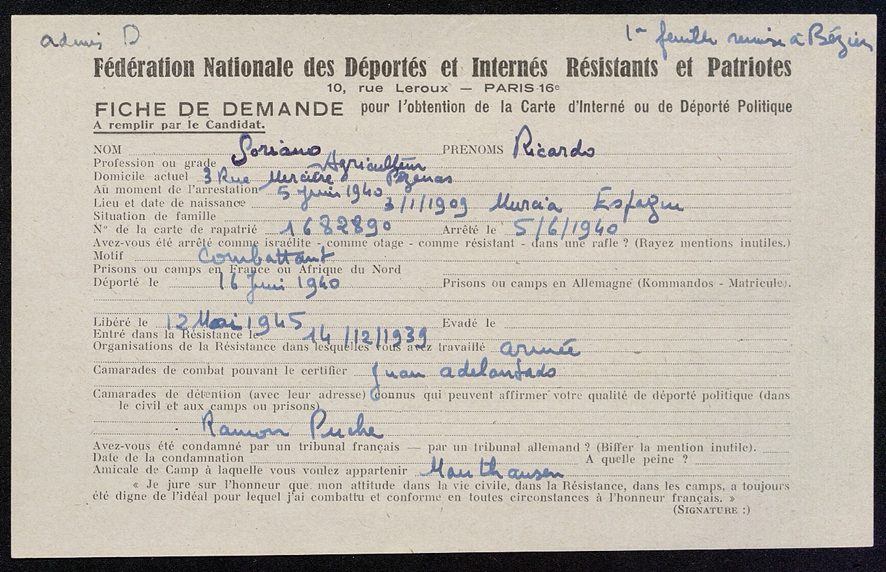 admis D
1re feuille remise à Béziers
Fédération Nationale des Déportés et Internés Résistants et Patriotes
10, rue Leroux — PARIS-16e
FICHE DE DEMANDE pour l'obtention de la Carte d'Interné ou de Déporté Politique
A remplir par le Candidat.
NOM Soriano PRENOMS Ricardo
Profession ou grade Agriculteur
Domicile actuel 3 Rue Mercière Pézenas
Au moment de l'arrestation 5 juin 1940
Lieu et date de naissance 3/1/1909 Murcia Espagne
Situation de famille
N° de la carte de rapatrié 1682890 Arrêté le 5/6/1940
Avez-vous été arrêté comme israélite - comme otage - comme résistant - dans une rafle ? (Rayez mentions inutiles.)
Motif Combattant
Prisons ou camps en France ou Afrique du Nord
Déporté le 16 Juin 1940 Prisons ou camps en Allemagne (Kommandos - Matricule).
Libéré le 12 Mai 1945 Evadé le
Entré dans la Résistance le 14/12/1939
Organisations de la Résistance dans lesquelles vous avez travaillé armée
Camarades de combat pouvant le certifier Juan adelantado
Camarades de détention (avec leur adresse) connus qui peuvent affirmer votre qualité de déporté politique (dans
le civil et aux camps ou prisons)
Ramon Puche
Avez-vous été condamné par un tribunal français — par un tribunal allemand ? (Biffer la mention inutile).
Date de la condamnation A quelle peine ?
Amicale de Camp à laquelle vous voulez appartenir Mauthausen
« Je jure sur l'honneur que mon attitude dans la vie civile, dans la Résistance, dans les camps, a toujours
été digne de l'idéal pour lequel j'ai combattu et conforme en toutes circonstances à l'honneur français. »
(SIGNATURE :)